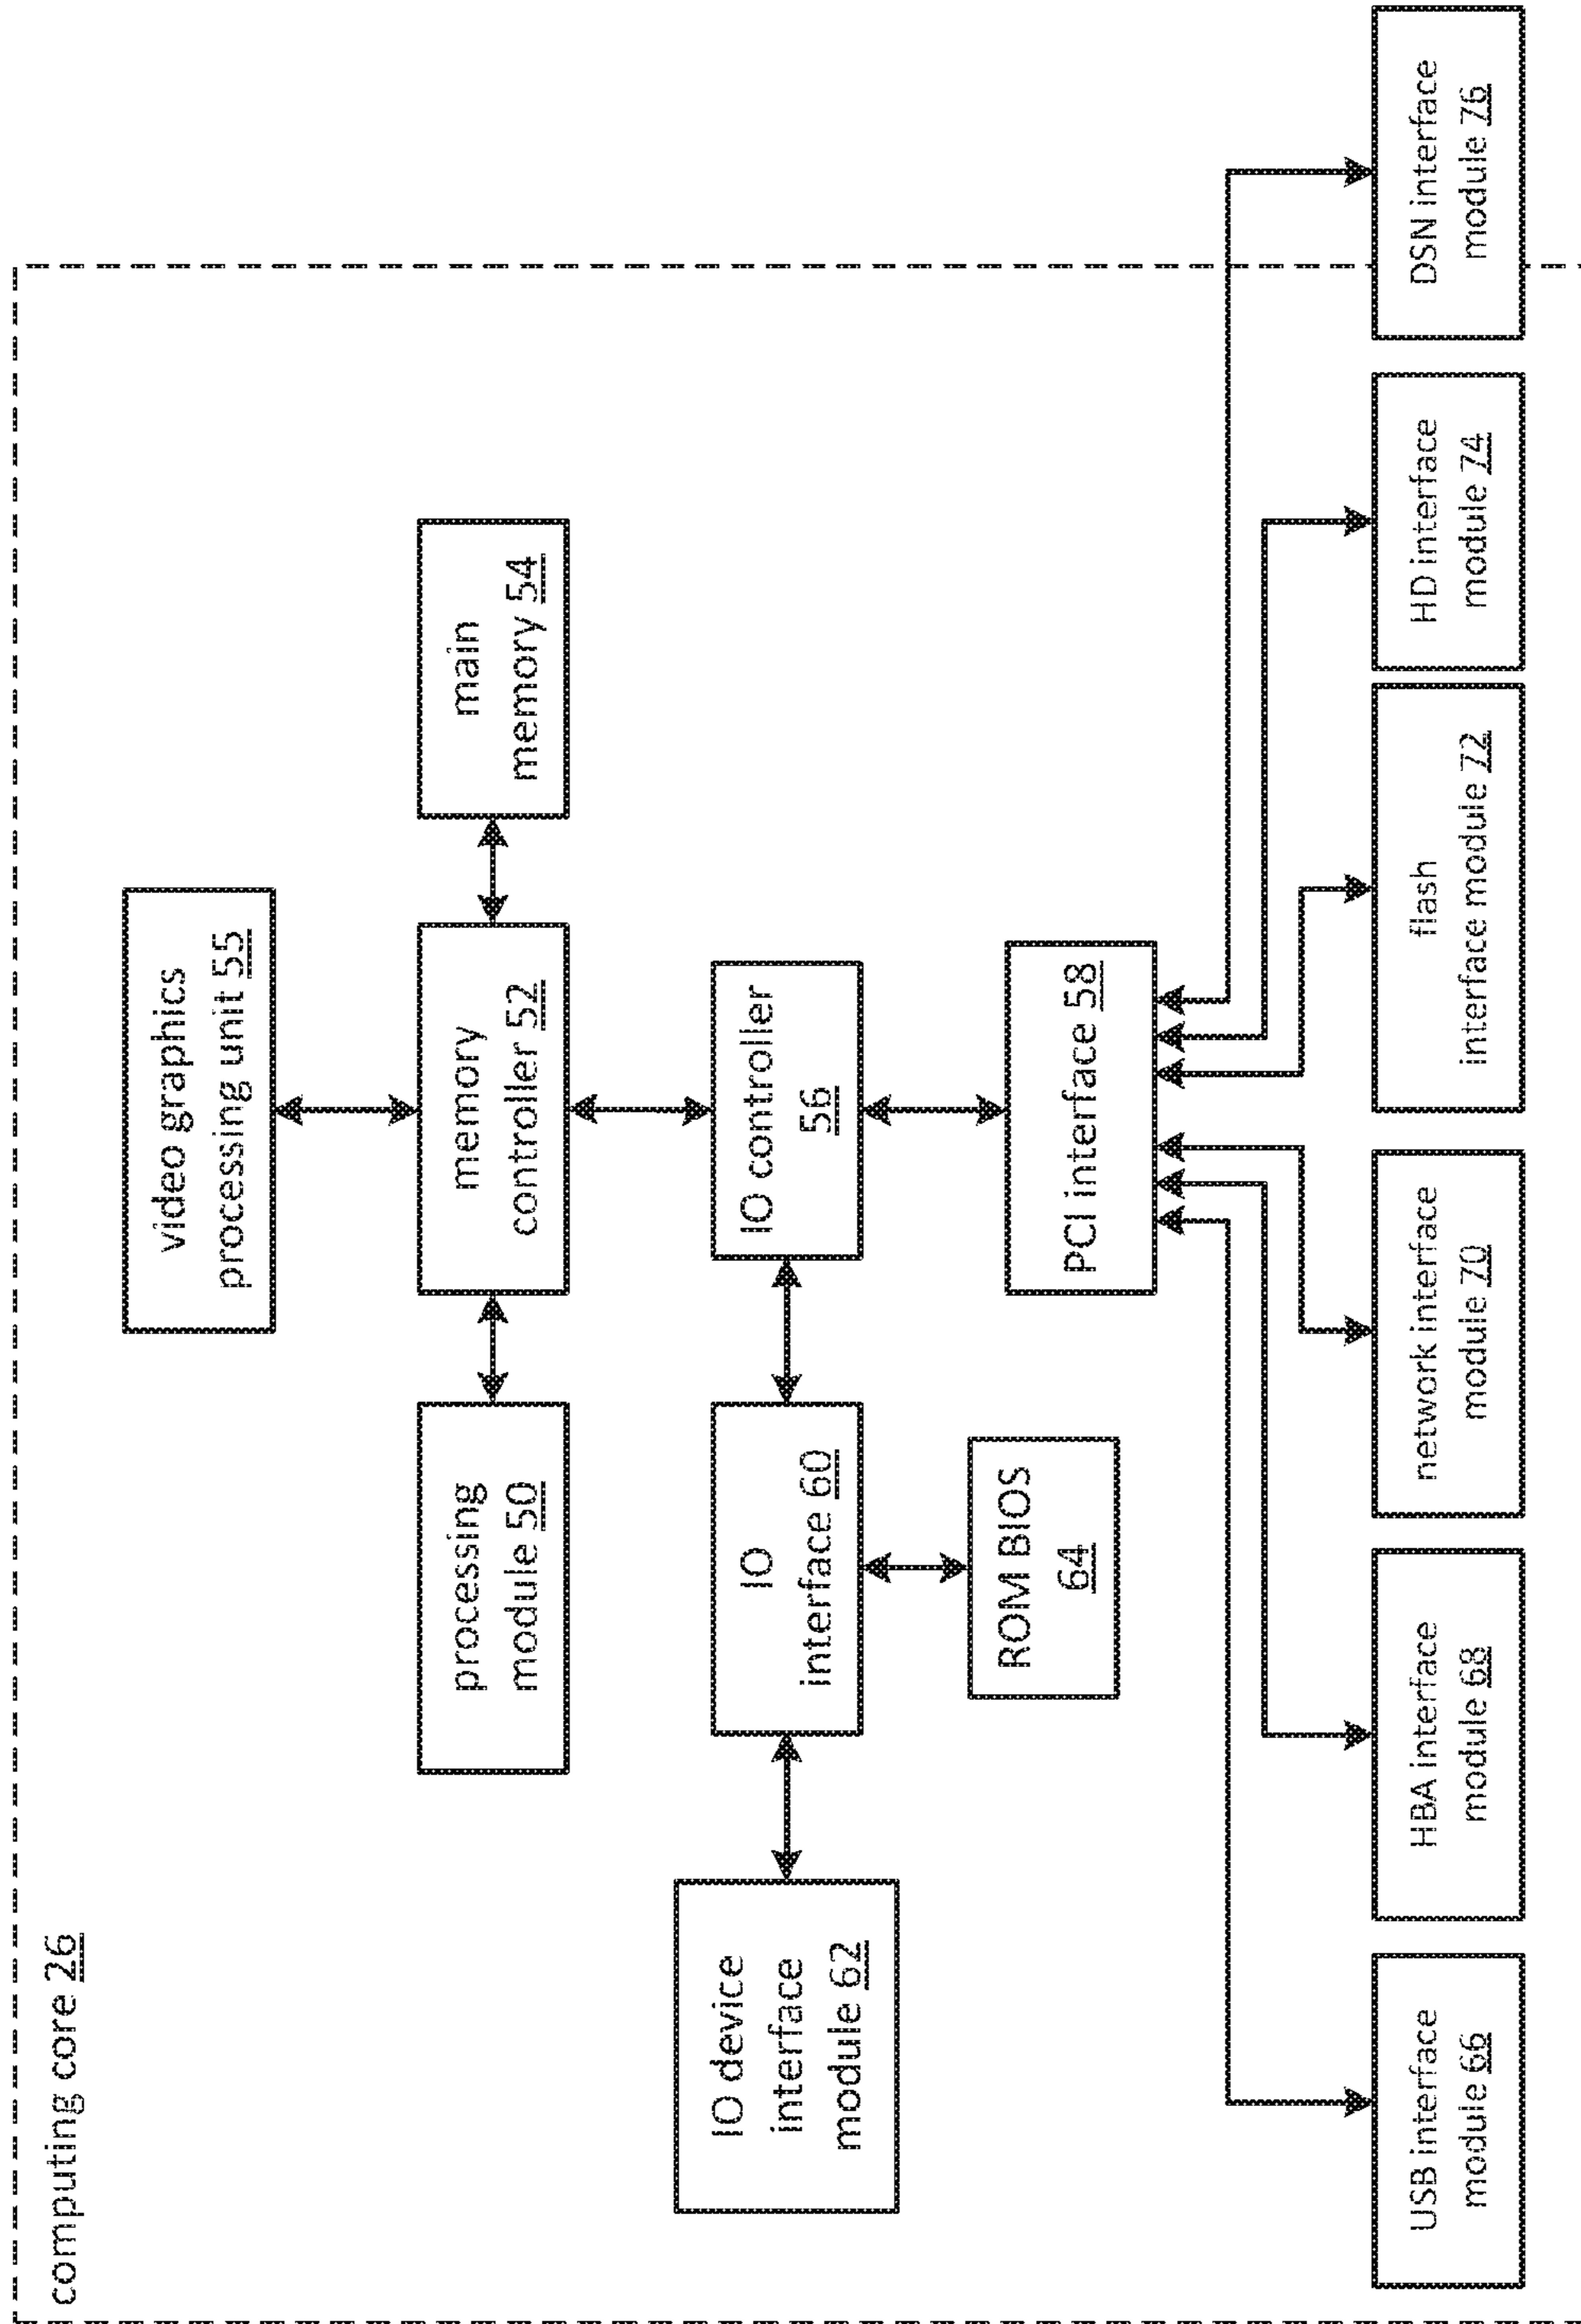 computing core 26
video graphics
processing unit 55
processing
module 50
memory
controller 52
main
memory 54
IO device
interface
module 62
IO
interface 60
IO controller
56
ROM BIOS
64
PCI interface 58
USB interface
module 66
HBA interface
module 68
network interface
module 70
flash
interface module 72
HD interface
module 74
DSN interface
module 76